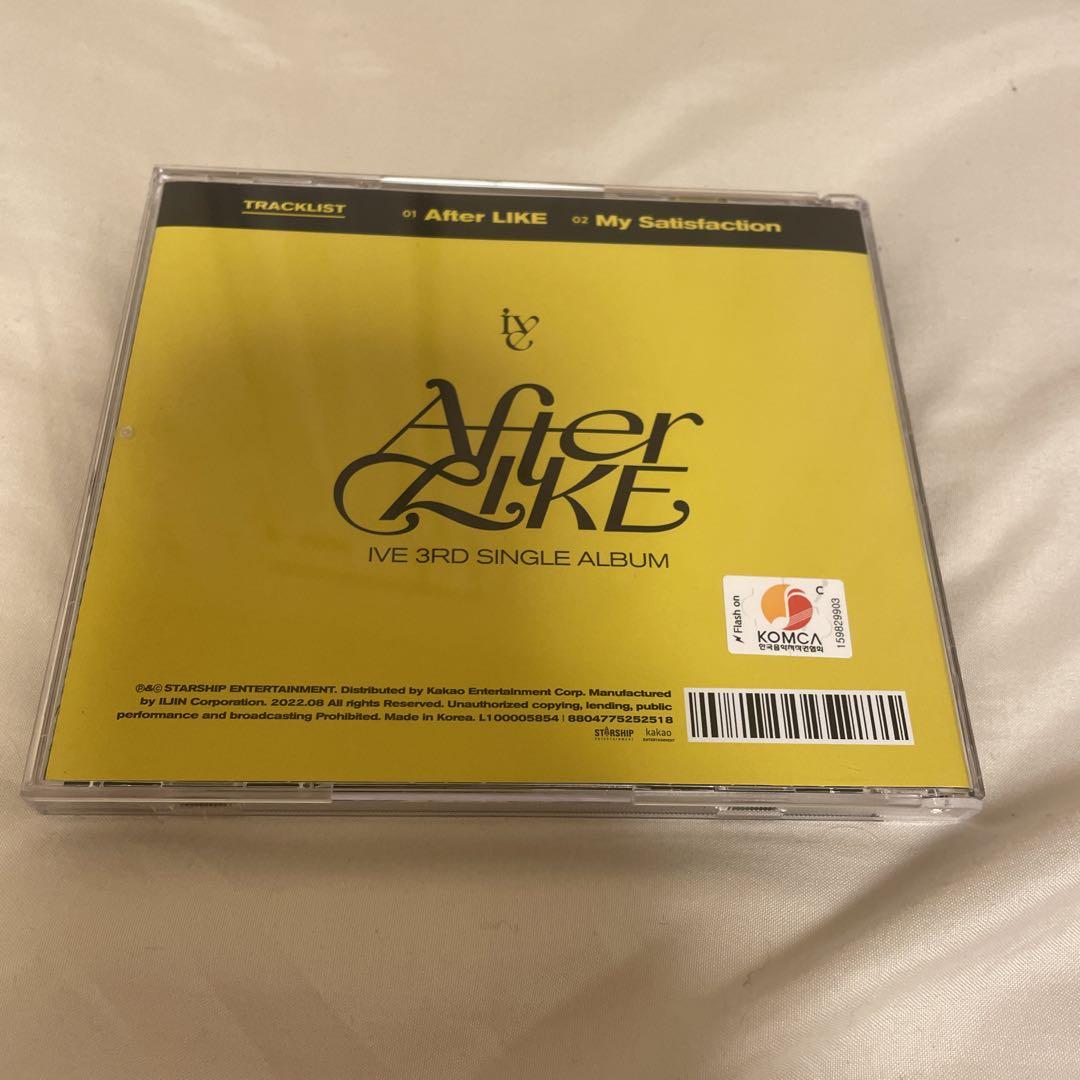 TRACKLIST 01 After LIKE 02 My Satisfaction
ive
After
LIKE
IVE 3RD SINGLE ALBUM
Flash on
KOMCA
한국음악저작권협회
C
159829903
℗&© STARSHIP ENTERTAINMENT. Distributed by Kakao Entertainment Corp. Manufactured
by ILJIN Corporation. 2022.08 All rights Reserved. Unauthorized copying, lending, public
performance and broadcasting Prohibited. Made in Korea. L100005854 | 8804775252518
STARSHIP
ENTERTAINMENT
kakao
ENTERTAINMENT